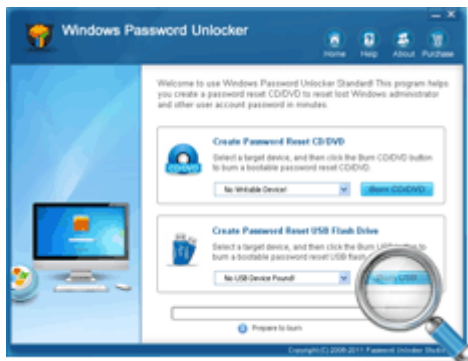 Windows Password Unlocker
Home Help About Purchase
Welcome to use Windows Password Unlocker Standard! This program helps
you create a password reset CD/DVD to reset lost Windows administrator
and other user account password in minutes.
Create Password Reset CD/DVD
Select a target device, and then click the Burn CD/DVD button
to burn a bootable password reset CD/DVD.
No Writable Device!
Burn CD/DVD
Create Password Reset USB Flash Drive
Select a target device, and then click the Burn USB button to
burn a bootable password reset USB flash
No USB Device Found!
Burn USB
Prepare to burn
Copyright(C) 2008-2011 Password Unlocker Studio